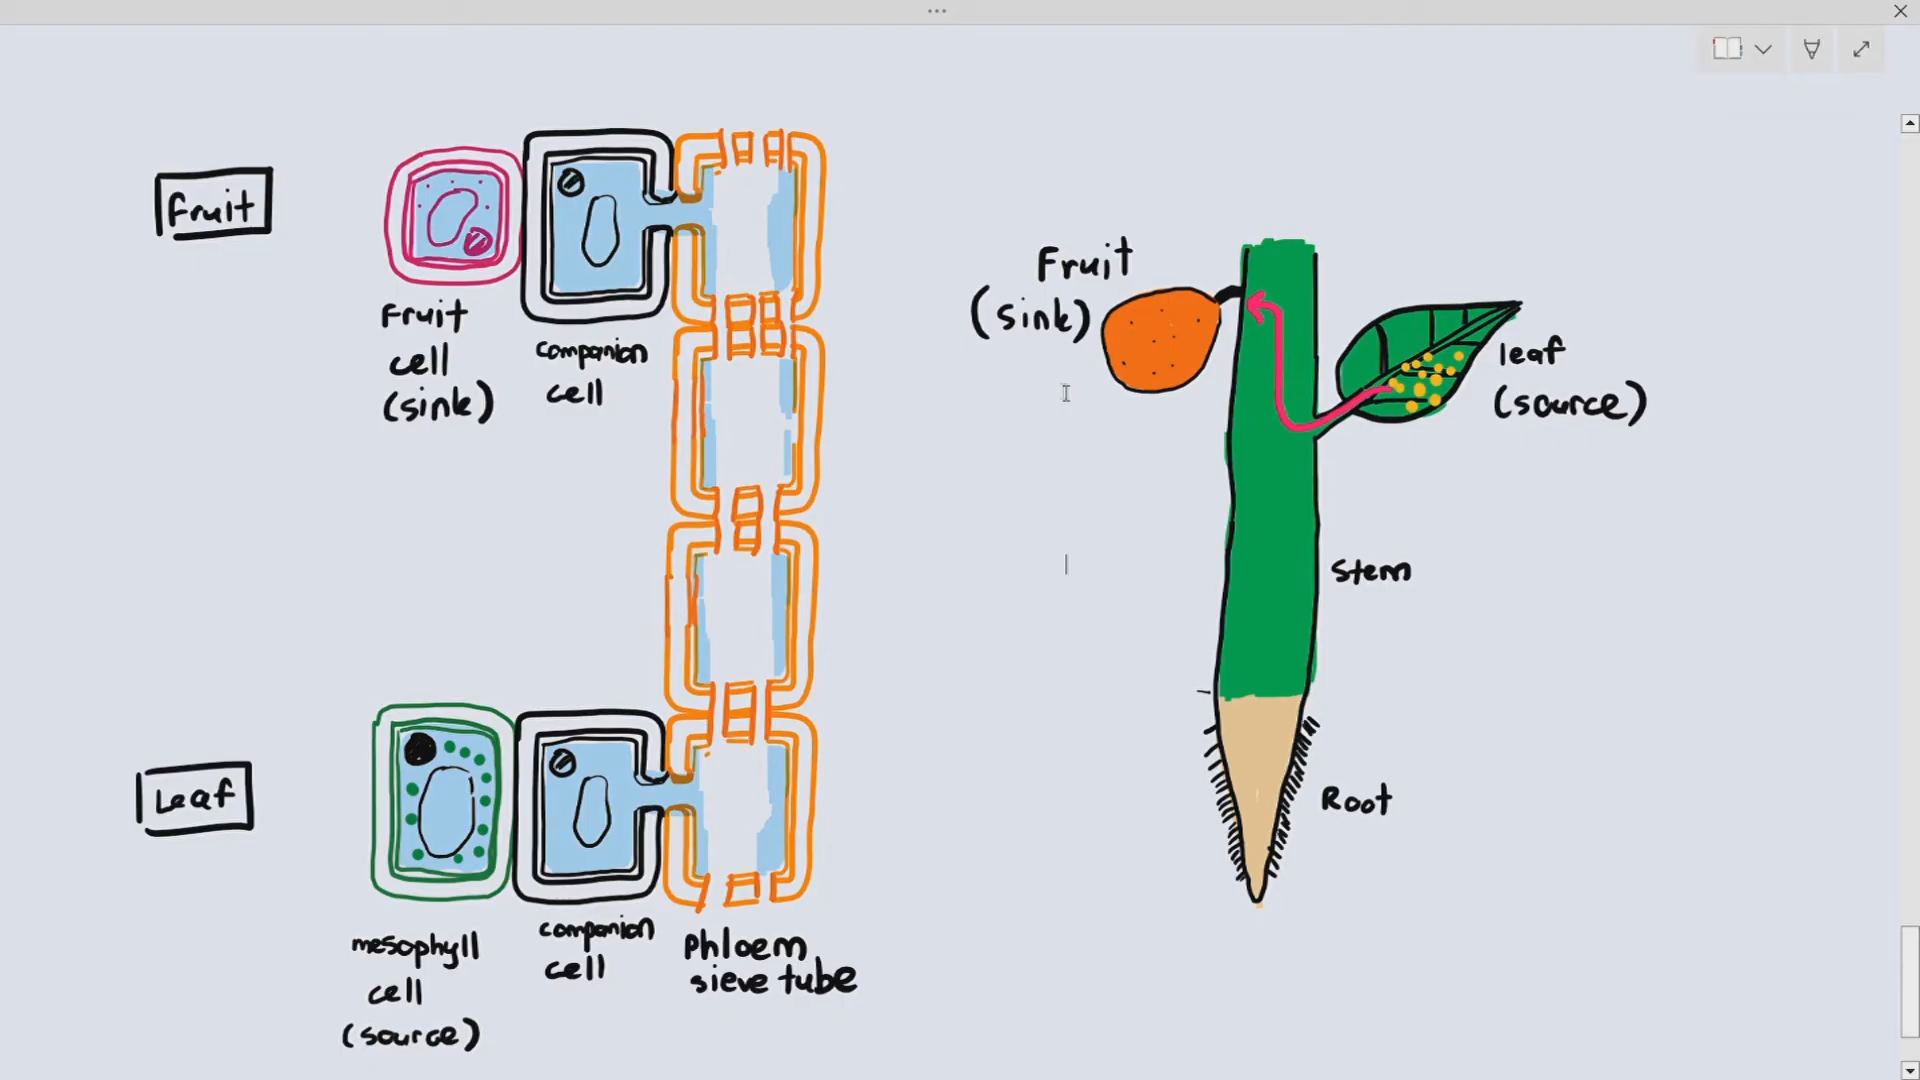 Fruit
Fruit
cell
(sink)
companion
cell
Leaf
mesophyll
cell
(source)
companion
cell
Phloem
sieve tube
Fruit
(sink)
leaf
(source)
Stem
Root